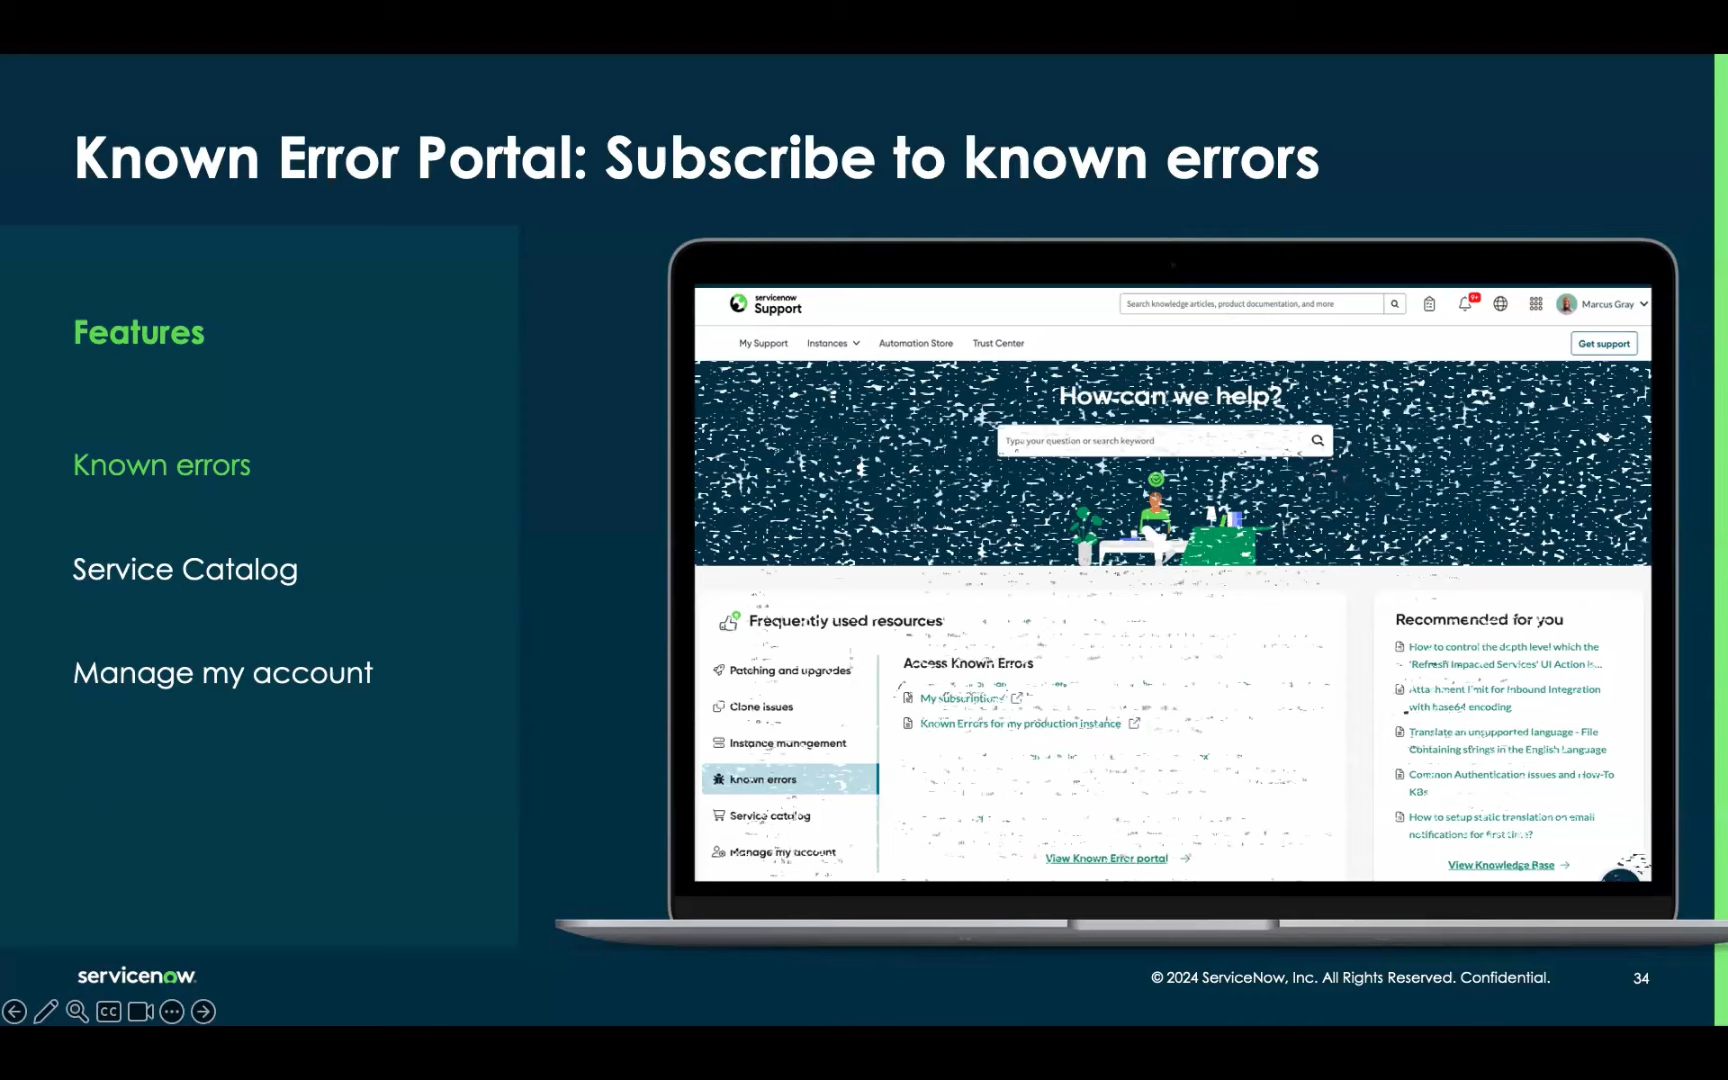 Known Error Portal: Subscribe to known errors
Features
Known errors
Service Catalog
Manage my account
servicenow
Support
Search knowledge articles, product documentation, and more
9+
Marcus Gray
My Support
Instances
Automation Store
Trust Center
Get support
How can we help?
Type your question or search keyword
Frequently used resources
Patching and upgrades
Clone issues
Instance management
Known errors
Service catalog
Manage my account
Access Known Errors
My subscriptions
Known Errors for my production instance
View Known Error portal
Recommended for you
How to control the depth level which the
'Refresh Impacted Services' UI Action is...
Attachment limit for Inbound Integration
with base64 encoding
Translate an unsupported language - File
Containing strings in the English Language
Common Authentication issues and How-To
KBs
How to setup static translation on email
notifications for first time?
View Knowledge Base
servicenow
© 2024 ServiceNow, Inc. All Rights Reserved. Confidential.
34
CC